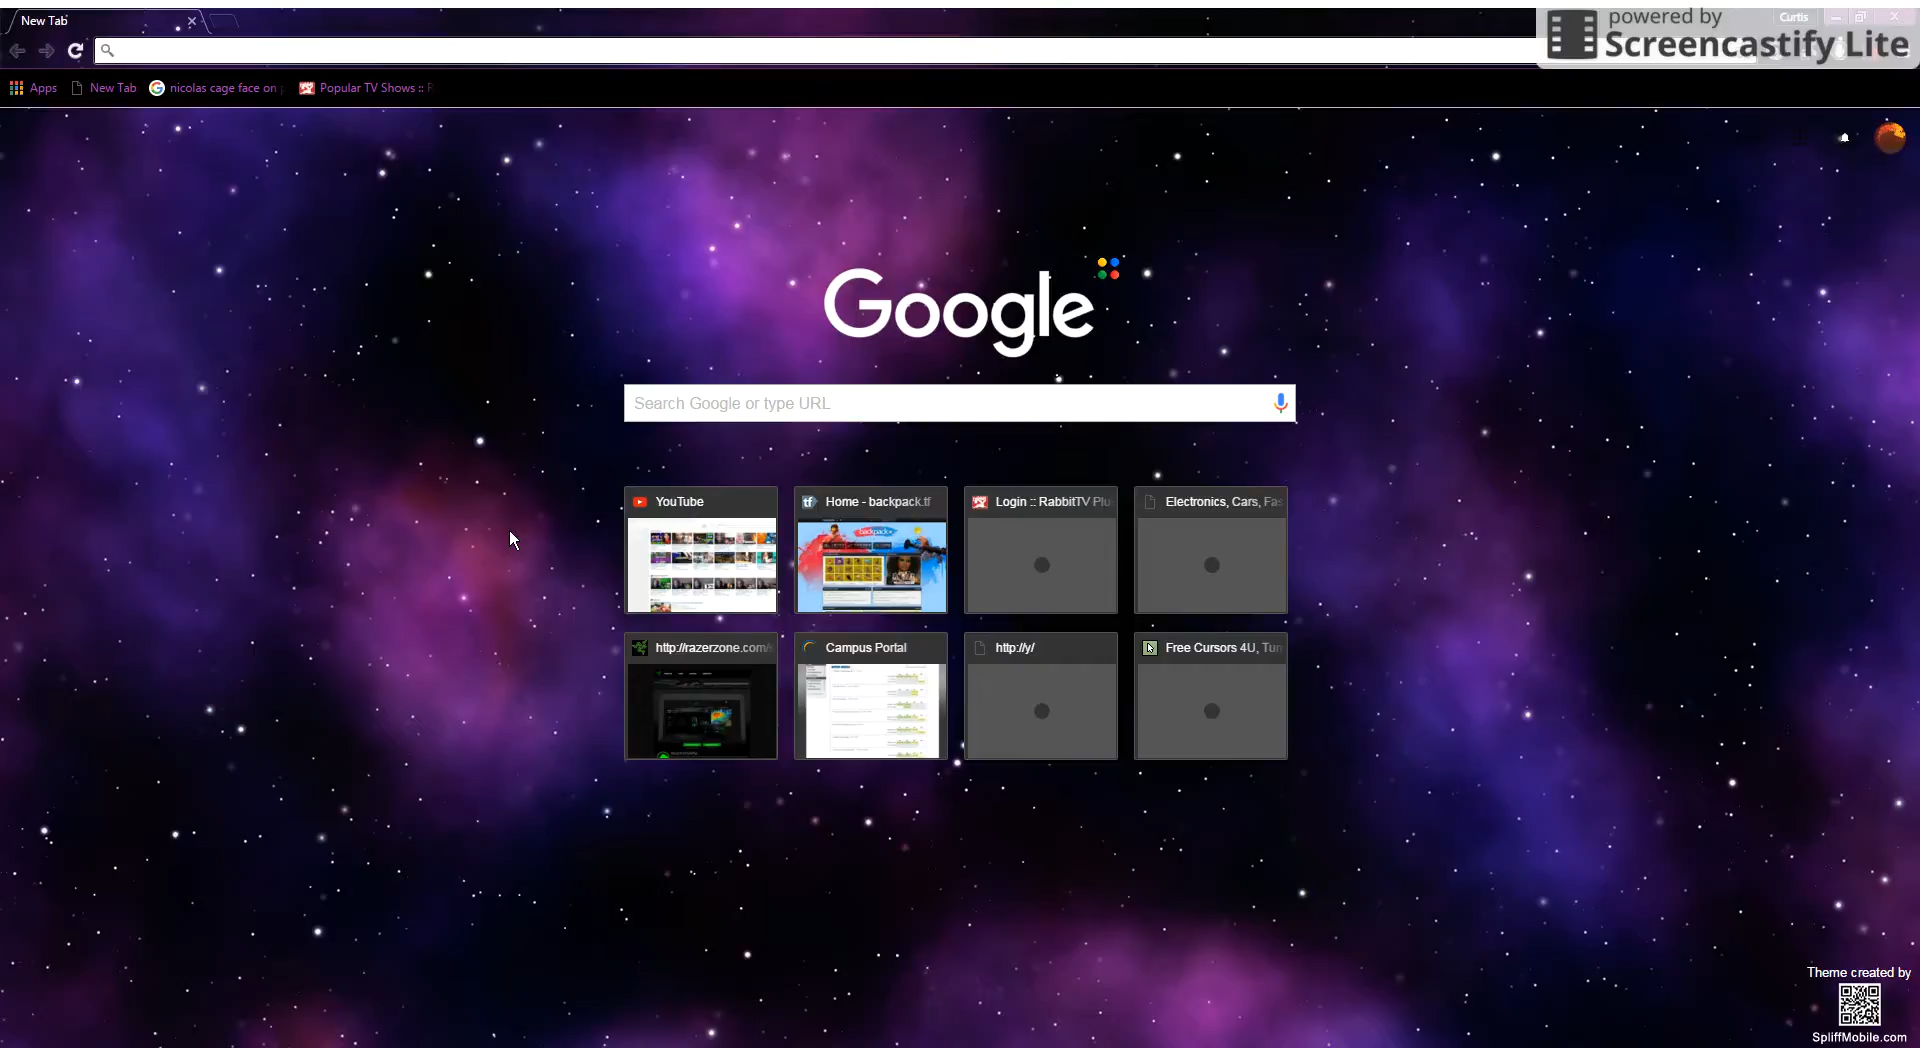 New Tab
Curtis
powered by
Screencastify Lite
Apps
New Tab
nicolas cage face on
Popular TV Shows :: R
Google
Search Google or type URL
YouTube
Home - backpack.tf
Login :: RabbitTV Plu
Electronics, Cars, Fas
http://razerzone.com/s
Campus Portal
http://y/
Free Cursors 4U, Tum
Theme created by
SpliffMobile.com